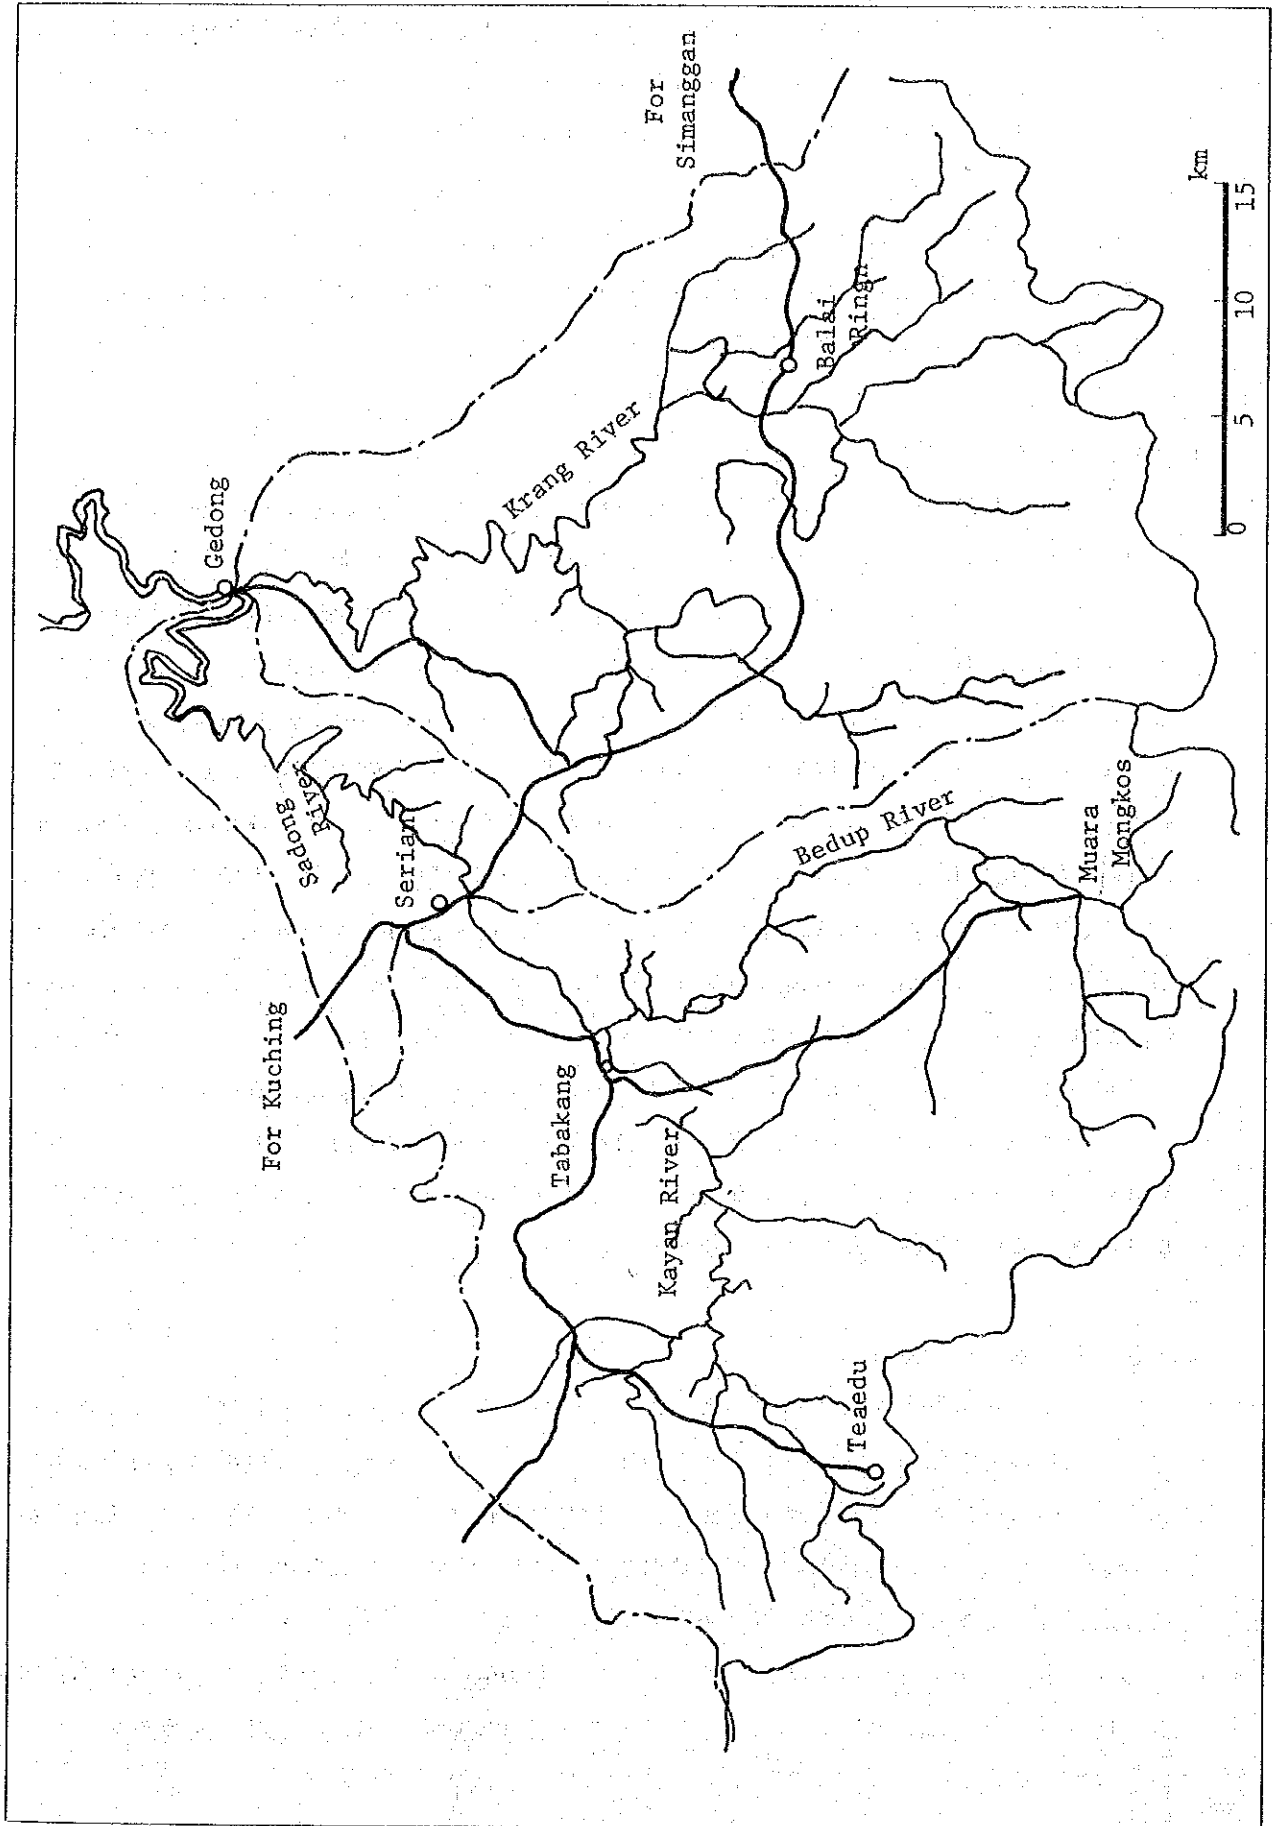 For Kuching
Sadong
River
Serian
Gedong
For
Simanggan
Krang River
Tabakang
Kayan River
Bedup River
Balai
Ringn
Teaedu
Muara
Mongkos
km
0 5 10 15